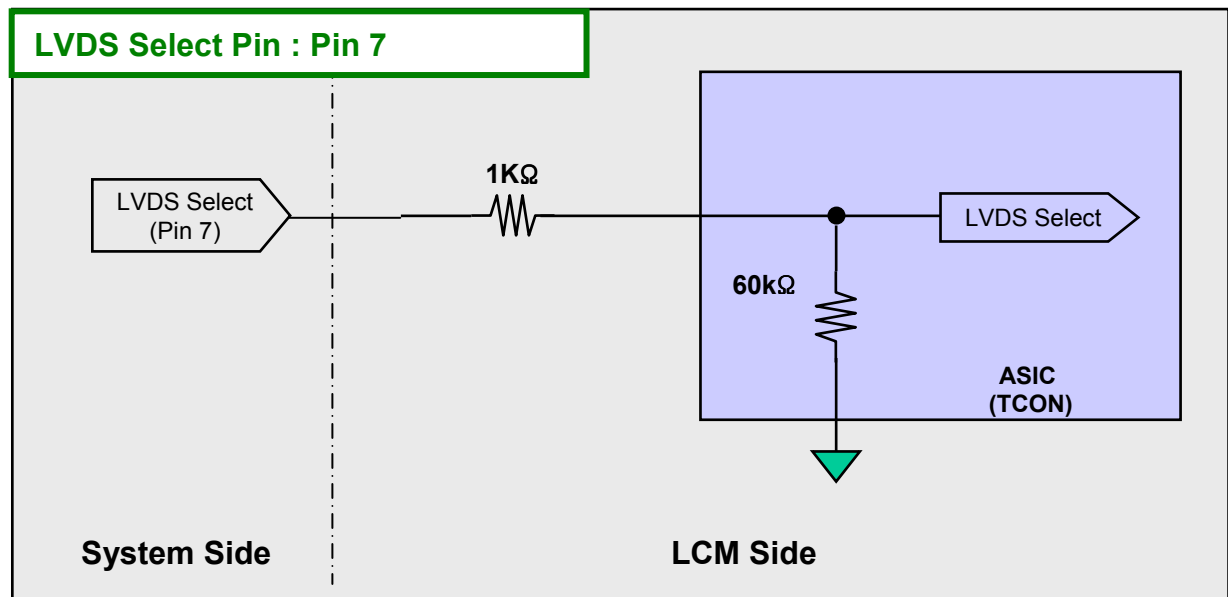 LVDS Select Pin : Pin 7
LVDS Select
(Pin 7)
1KΩ
LVDS Select
60kΩ
ASIC
(TCON)
System Side
LCM Side